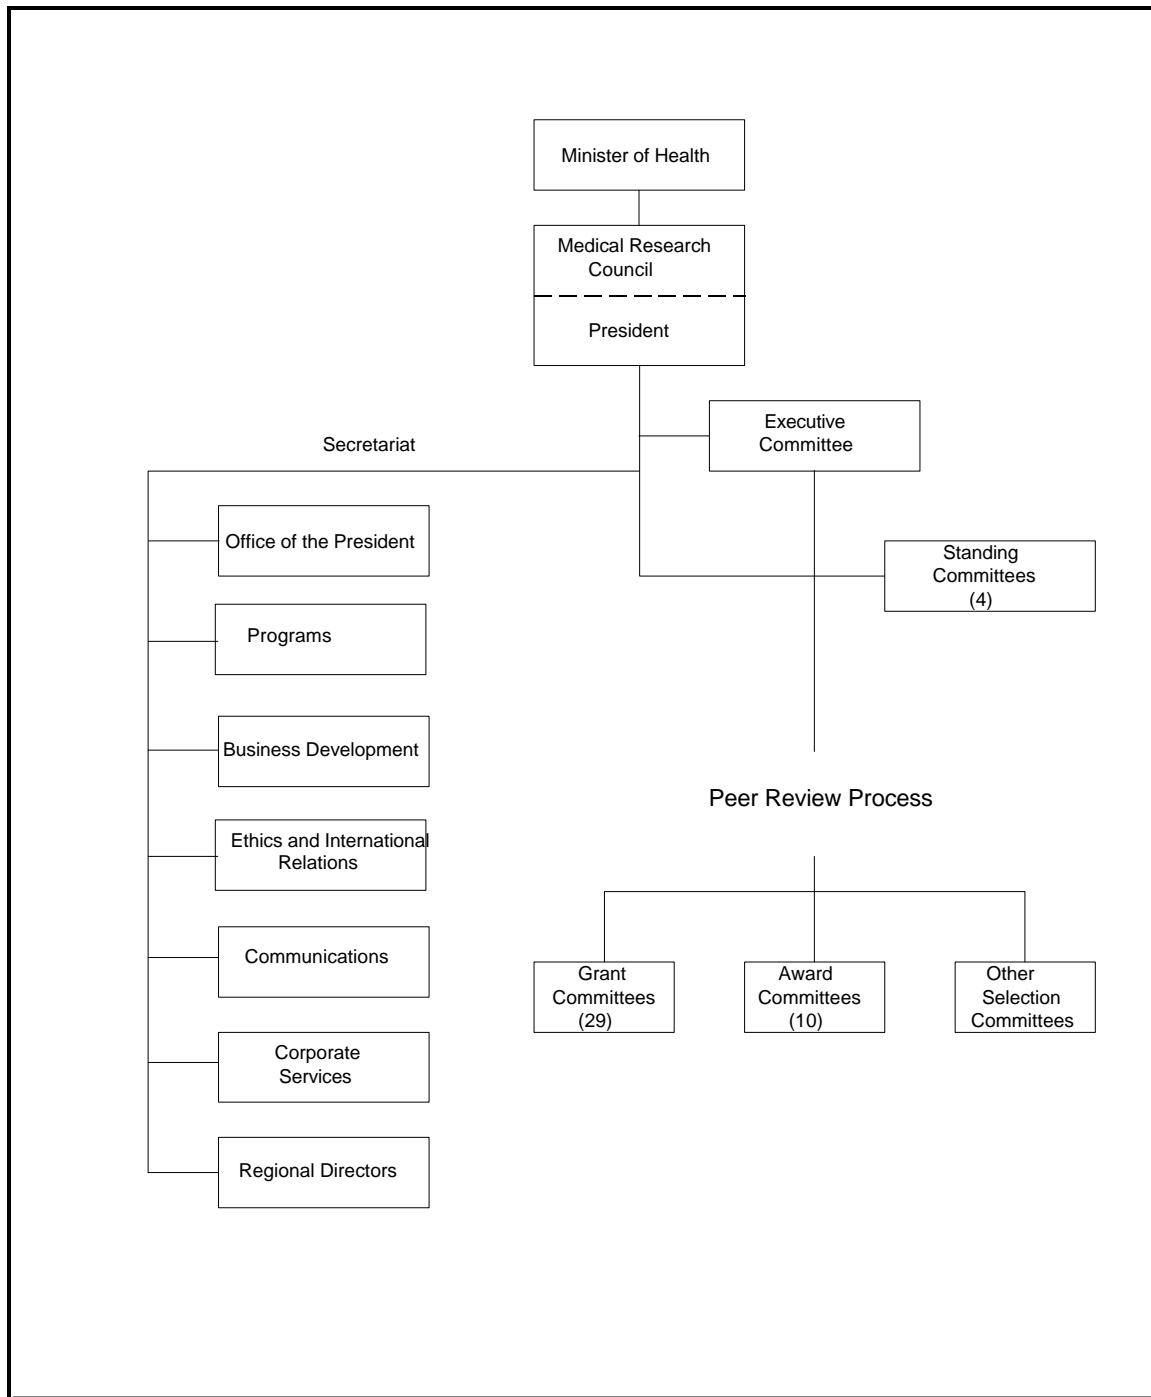 Minister of Health
Medical Research
Council
President
Executive
Committee
Secretariat
Standing
Committees
(4)
Office of the President
Programs
Business Development
Ethics and International
Relations
Communications
Corporate
Services
Regional Directors
Peer Review Process
Grant
Committees
(29)
Award
Committees
(10)
Other
Selection
Committees